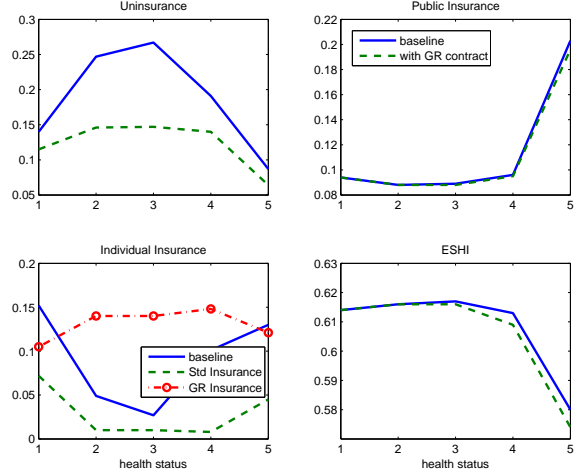 Uninsurance
0.3
0.25
0.2
0.15
0.1
0.05
1 2 3 4 5
Public Insurance
0.22
0.2
0.18
0.16
0.14
0.12
0.1
0.08
baseline
with GR contract
1 2 3 4 5
Individual Insurance
0.2
0.15
0.1
0.05
0
baseline
Std Insurance
GR Insurance
1 2 3 4 5
health status
ESHI
0.63
0.62
0.61
0.6
0.59
0.58
1 2 3 4 5
health status